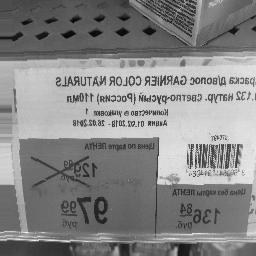 краска д/волос GARNIER COLOR NATURALS
.132 натур. светло-русый (Россия) 110мл
Количество в упаковке 1
Акция 01.02.2018 - 28.02.2018
Цена по карте ЛЕНТА
129 99 руб
97 99 руб
Цена без карты ЛЕНТА
136 84 руб.